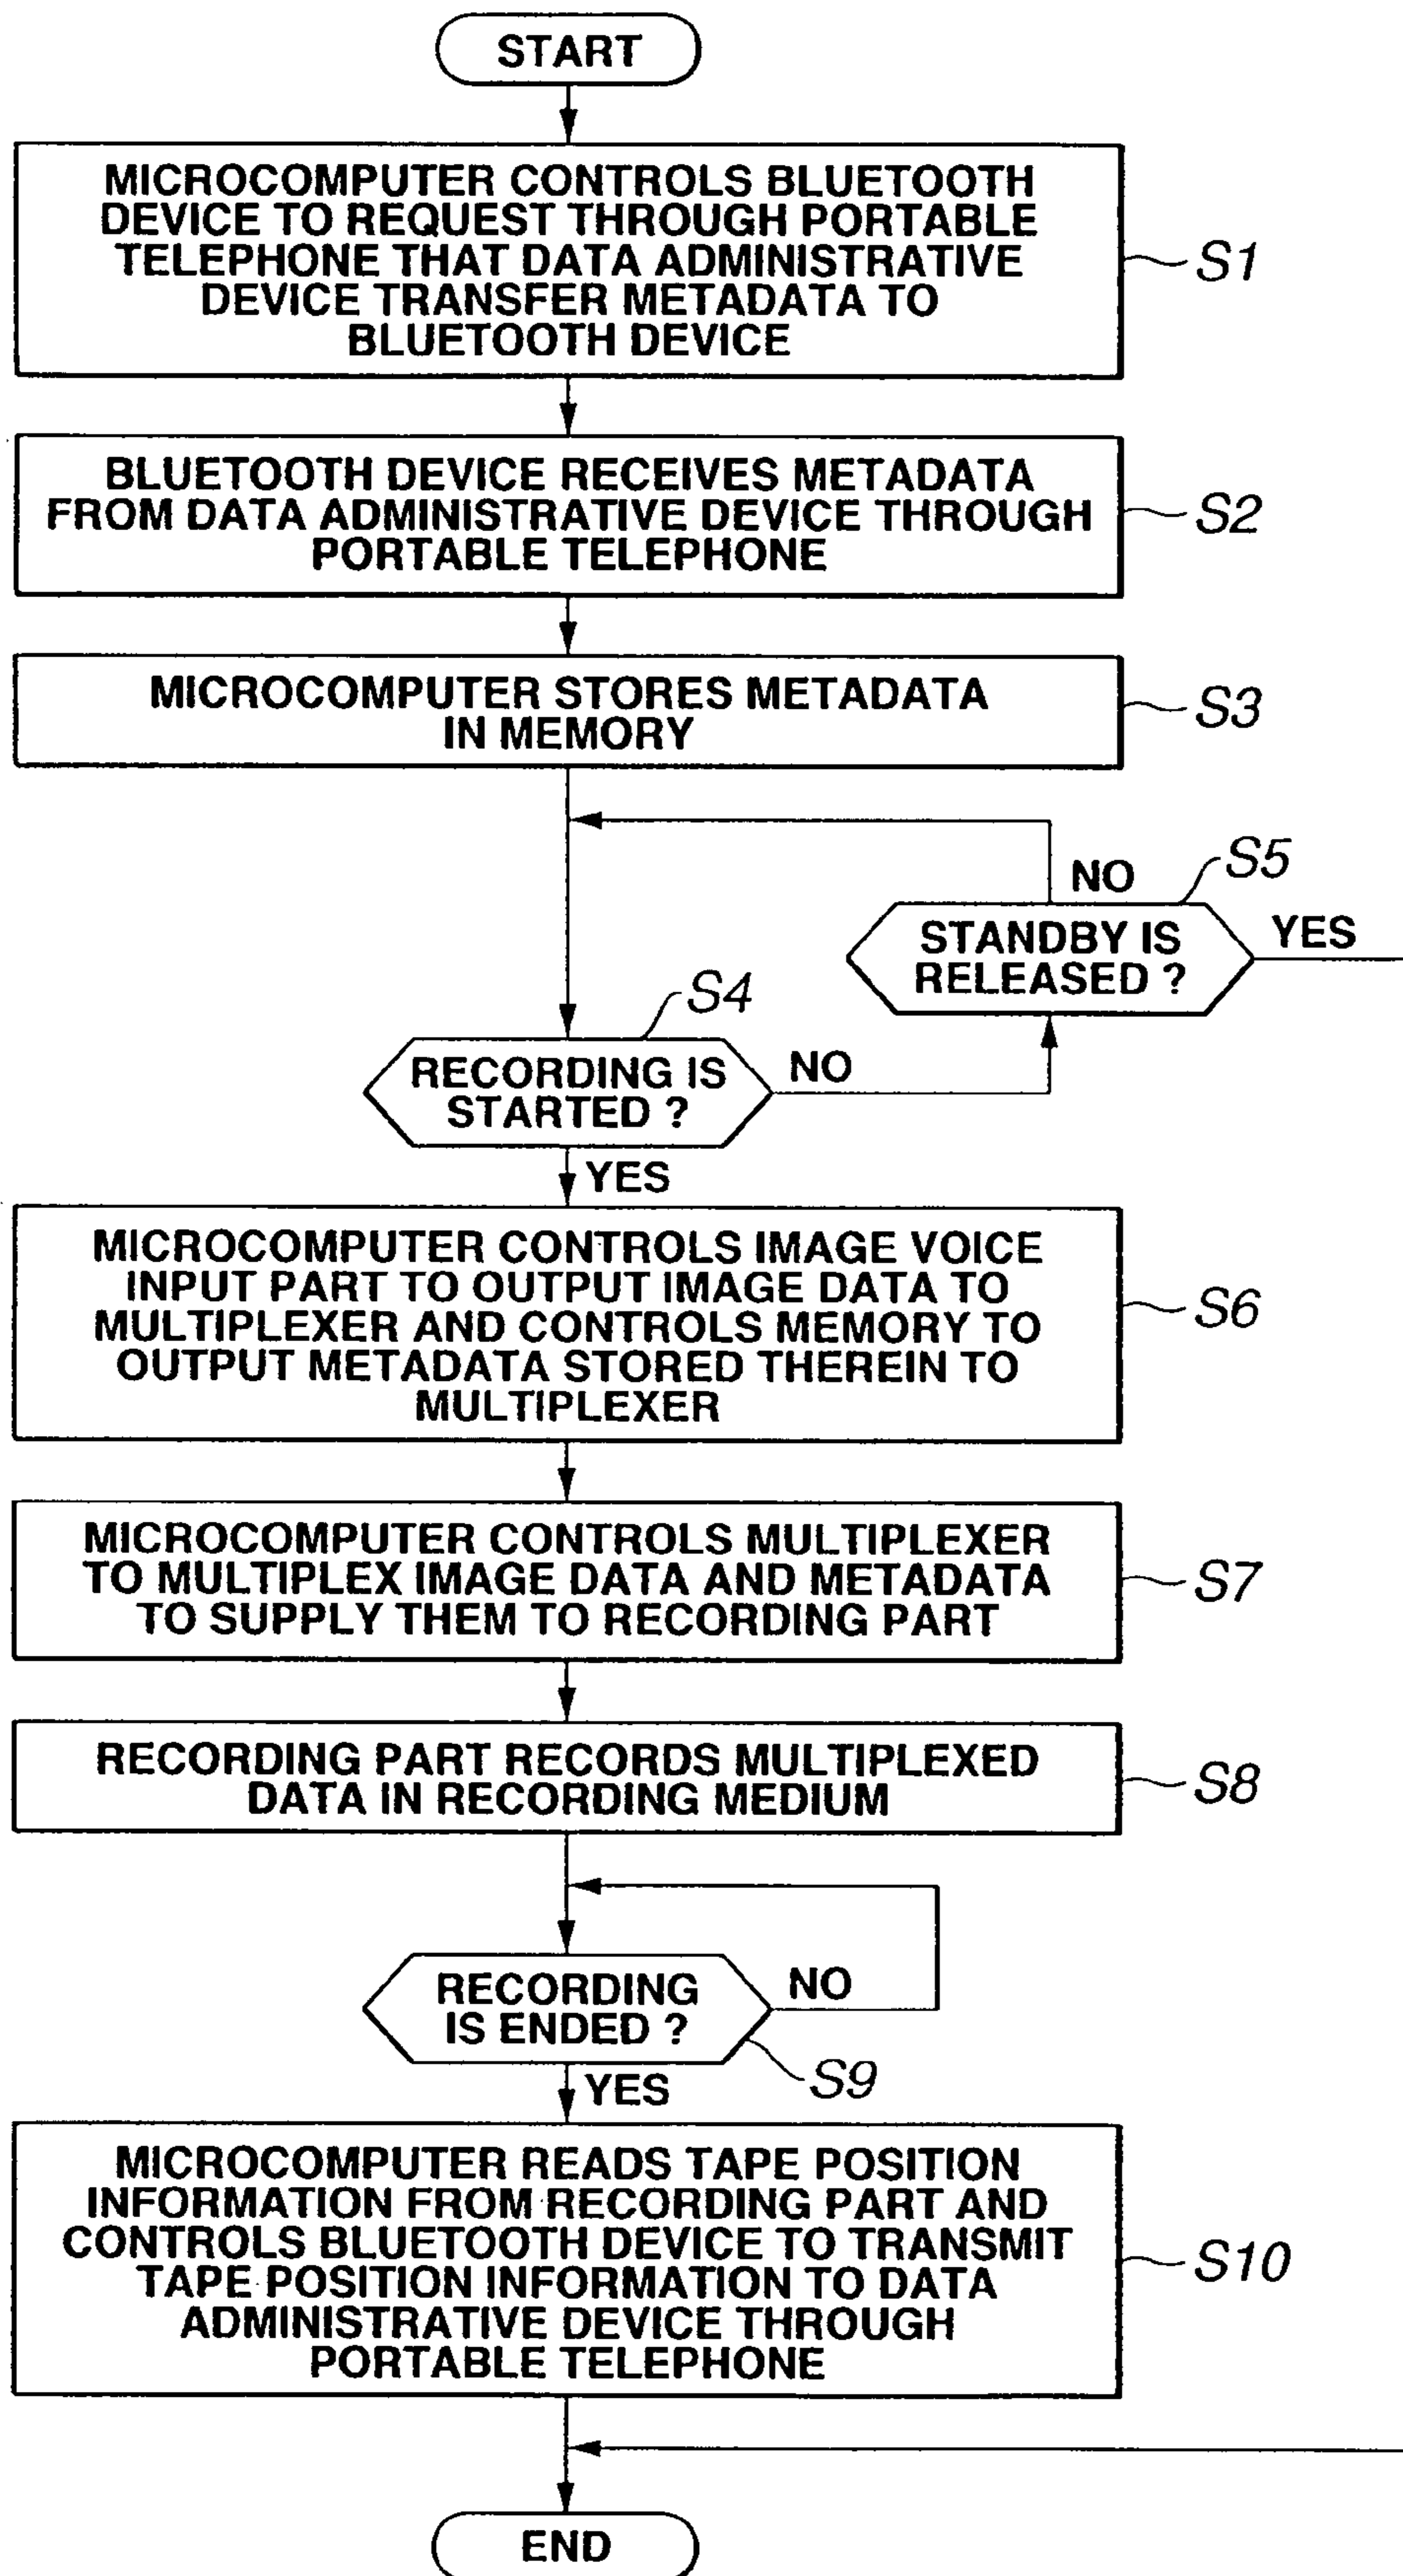 START
MICROCOMPUTER CONTROLS BLUETOOTH
DEVICE TO REQUEST THROUGH PORTABLE
TELEPHONE THAT DATA ADMINISTRATIVE
DEVICE TRANSFER METADATA TO
BLUETOOTH DEVICE
S1
BLUETOOTH DEVICE RECEIVES METADATA
FROM DATA ADMINISTRATIVE DEVICE THROUGH
PORTABLE TELEPHONE
S2
MICROCOMPUTER STORES METADATA
IN MEMORY
S3
S5
NO
STANDBY IS
RELEASED ?
YES
S4
RECORDING IS
STARTED ?
NO
YES
MICROCOMPUTER CONTROLS IMAGE VOICE
INPUT PART TO OUTPUT IMAGE DATA TO
MULTIPLEXER AND CONTROLS MEMORY TO
OUTPUT METADATA STORED THEREIN TO
MULTIPLEXER
S6
MICROCOMPUTER CONTROLS MULTIPLEXER
TO MULTIPLEX IMAGE DATA AND METADATA
TO SUPPLY THEM TO RECORDING PART
S7
RECORDING PART RECORDS MULTIPLEXED
DATA IN RECORDING MEDIUM
S8
RECORDING
IS ENDED ?
NO
S9
YES
MICROCOMPUTER READS TAPE POSITION
INFORMATION FROM RECORDING PART AND
CONTROLS BLUETOOTH DEVICE TO TRANSMIT
TAPE POSITION INFORMATION TO DATA
ADMINISTRATIVE DEVICE THROUGH
PORTABLE TELEPHONE
S10
END